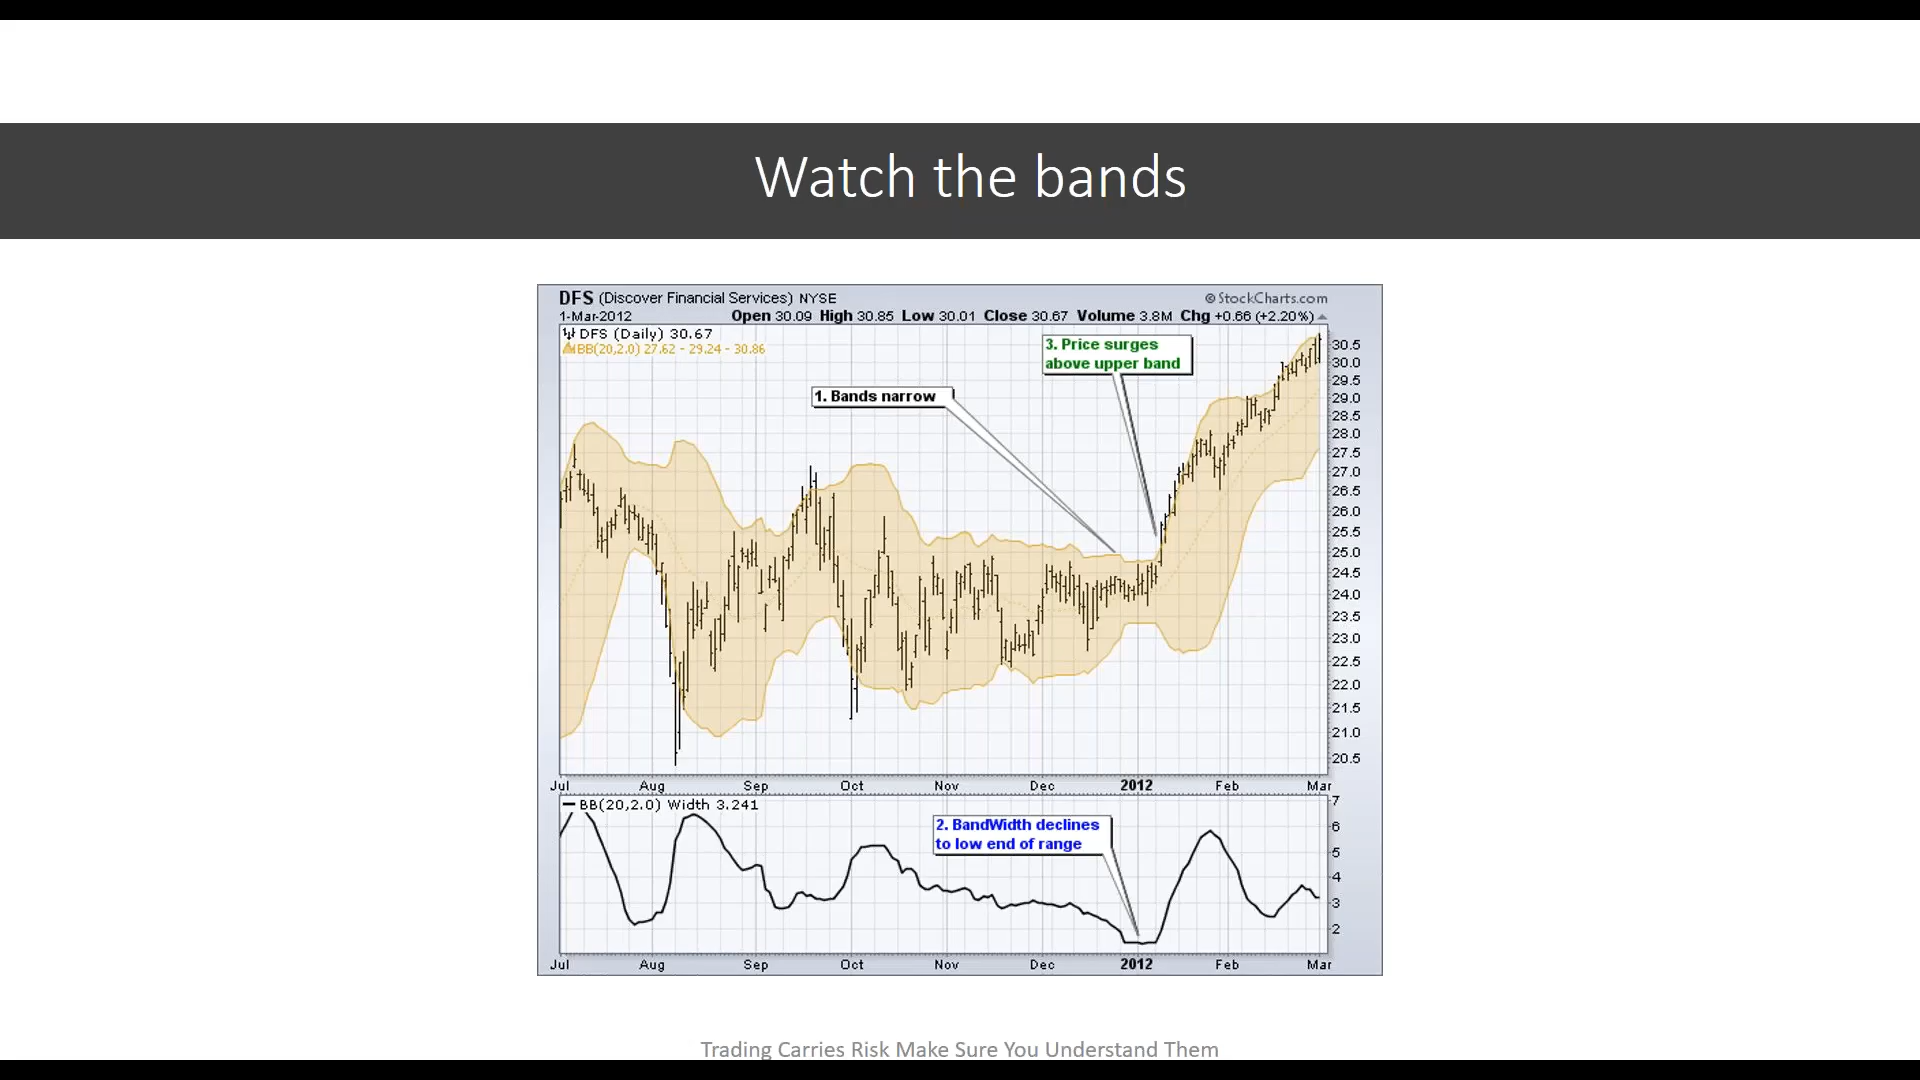 Watch the bands
DFS (Discover Financial Services) NYSE
© StockCharts.com
1-Mar-2012
Open 30.09 High 30.85 Low 30.01 Close 30.67 Volume 3.8M Chg +0.66 (+2.20%)
DFS (Daily) 30.67
BB(20,2.0) 27.62 - 29.24 - 30.86
3. Price surges
above upper band
1. Bands narrow
30.5
30.0
29.5
29.0
28.5
28.0
27.5
27.0
26.5
26.0
25.5
25.0
24.5
24.0
23.5
23.0
22.5
22.0
21.5
21.0
20.5
Jul Aug Sep Oct Nov Dec 2012 Feb Mar
BB(20,2.0) Width 3.241
2. BandWidth declines
to low end of range
7
6
5
4
3
2
Jul Aug Sep Oct Nov Dec 2012 Feb Mar
Trading Carries Risk Make Sure You Understand Them